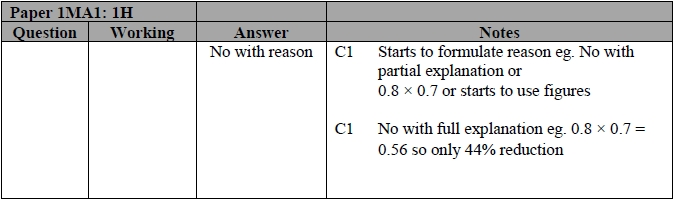 Paper 1MA1: 1H
Question Working Answer Notes
No with reason C1 Starts to formulate reason eg. No with
partial explanation or
0.8 × 0.7 or starts to use figures
C1 No with full explanation eg. 0.8 × 0.7 =
0.56 so only 44% reduction